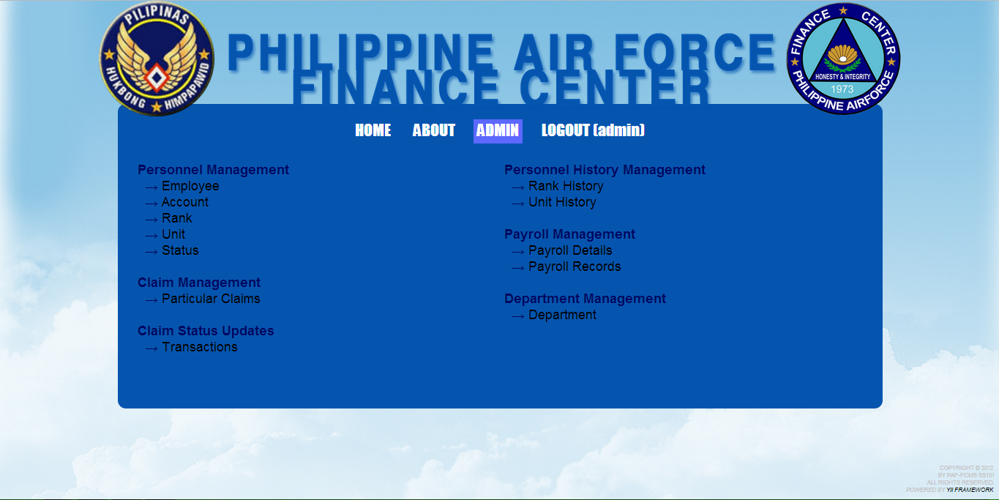 PILIPINAS
HUKBONG HIMPAPAWID
PHILIPPINE AIR FORCE
FINANCE CENTER
FINANCE CENTER
HONESTY & INTEGRITY
1973
PHILIPPINE AIRFORCE
HOME ABOUT ADMIN LOGOUT (admin)
Personnel Management
→ Employee
→ Account
→ Rank
→ Unit
→ Status
Claim Management
→ Particular Claims
Claim Status Updates
→ Transactions
Personnel History Management
→ Rank History
→ Unit History
Payroll Management
→ Payroll Details
→ Payroll Records
Department Management
→ Department
COPYRIGHT © 2012
BY PAF-FCMS SS101
ALL RIGHTS RESERVED.
POWERED BY YII FRAMEWORK